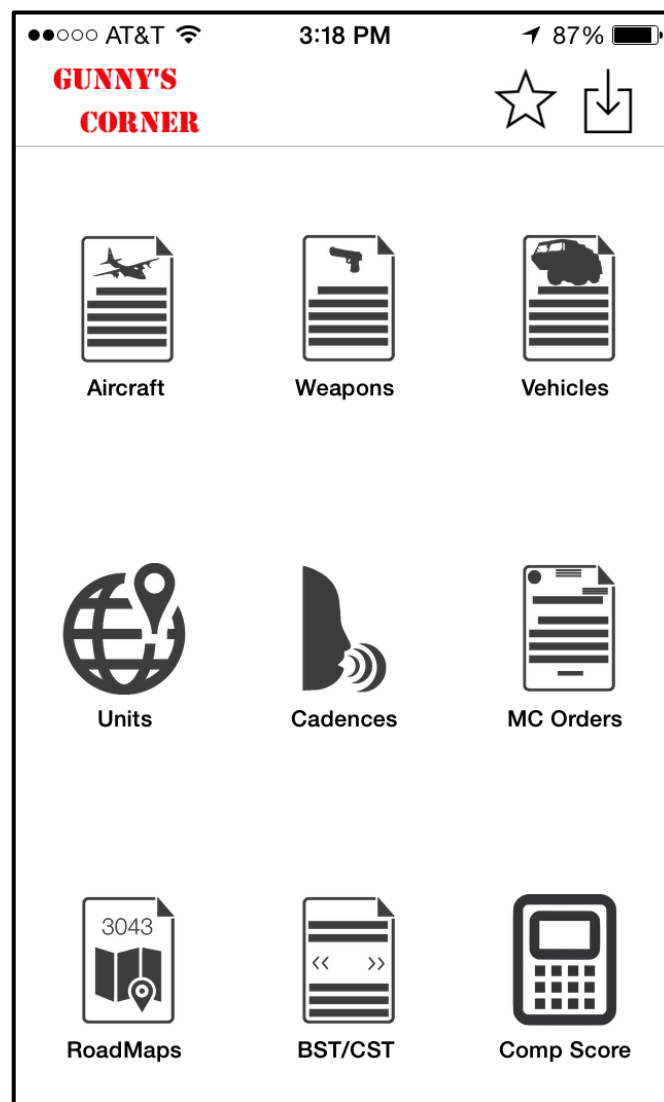 AT&T 3:18 PM 87%
GUNNY'S
CORNER
Aircraft Weapons Vehicles
Units Cadences MC Orders
3043
<< >>
RoadMaps BST/CST Comp Score